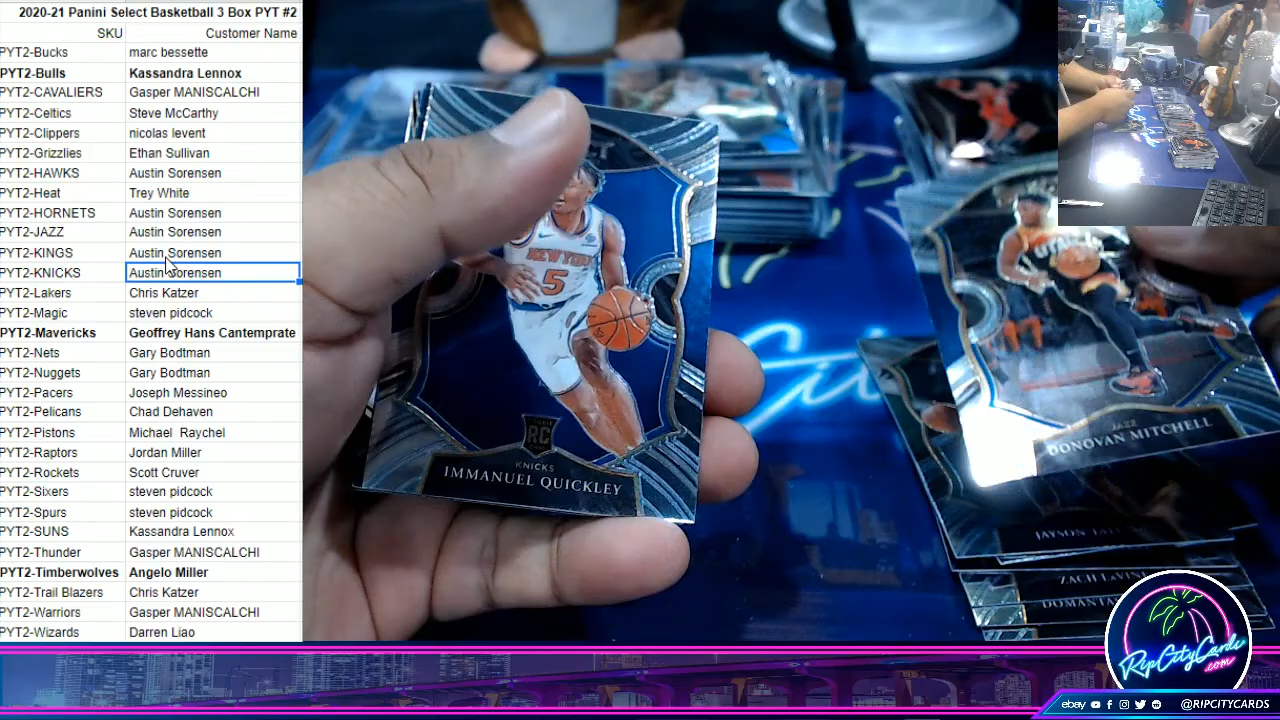 2020-21 Panini Select Basketball 3 Box PYT #2
SKU Customer Name
PYT2-Bucks marc bessette
PYT2-Bulls Kassandra Lennox
PYT2-CAVALIERS Gasper MANISCALCHI
PYT2-Celtics Steve McCarthy
PYT2-Clippers nicolas levent
PYT2-Grizzlies Ethan Sullivan
PYT2-HAWKS Austin Sorensen
PYT2-Heat Trey White
PYT2-HORNETS Austin Sorensen
PYT2-JAZZ Austin Sorensen
PYT2-KINGS Austin Sorensen
PYT2-KNICKS Austin Sorensen
PYT2-Lakers Chris Katzer
PYT2-Magic steven pidcock
PYT2-Mavericks Geoffrey Hans Cantemprate
PYT2-Nets Gary Bodtman
PYT2-Nuggets Gary Bodtman
PYT2-Pacers Joseph Messineo
PYT2-Pelicans Chad Dehaven
PYT2-Pistons Michael Raychel
PYT2-Raptors Jordan Miller
PYT2-Rockets Scott Cruver
PYT2-Sixers steven pidcock
PYT2-Spurs steven pidcock
PYT2-SUNS Kassandra Lennox
PYT2-Thunder Gasper MANISCALCHI
PYT2-Timberwolves Angelo Miller
PYT2-Trail Blazers Chris Katzer
PYT2-Warriors Gasper MANISCALCHI
PYT2-Wizards Darren Liao
NEW YORK
5
RC
KNICKS
IMMANUEL QUICKLEY
UTAH
JAZZ
DONOVAN MITCHELL
ZACH LAVINE
RipCityCards
.com
ebay @RIPCITYCARDS